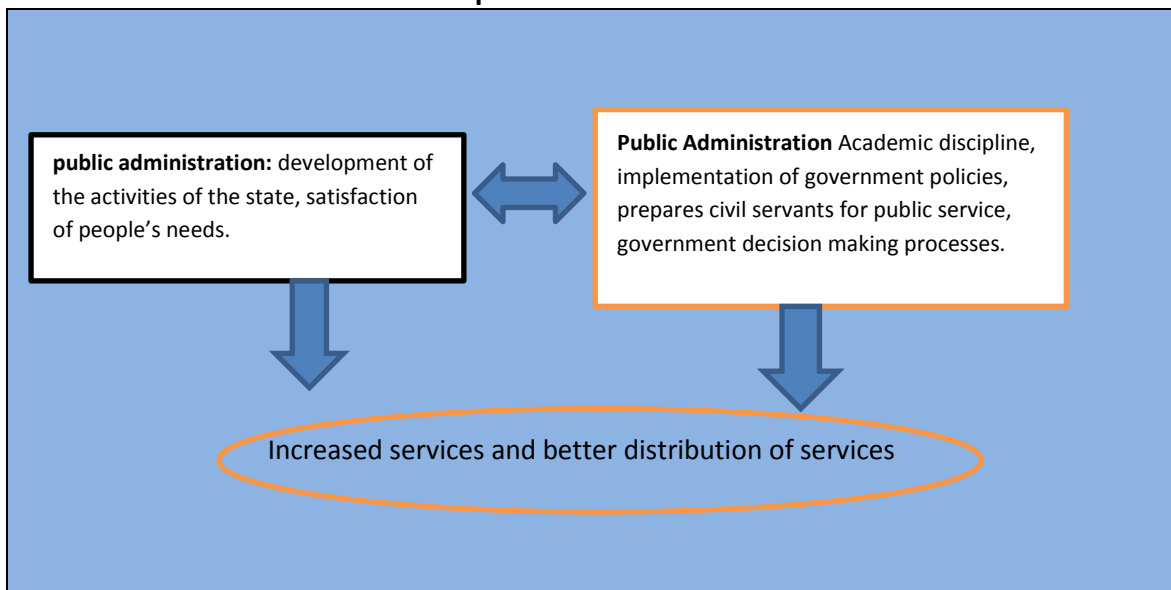 public administration: development of
the activities of the state, satisfaction
of people’s needs.
Public Administration Academic discipline,
implementation of government policies,
prepares civil servants for public service,
government decision making processes.
Increased services and better distribution of services